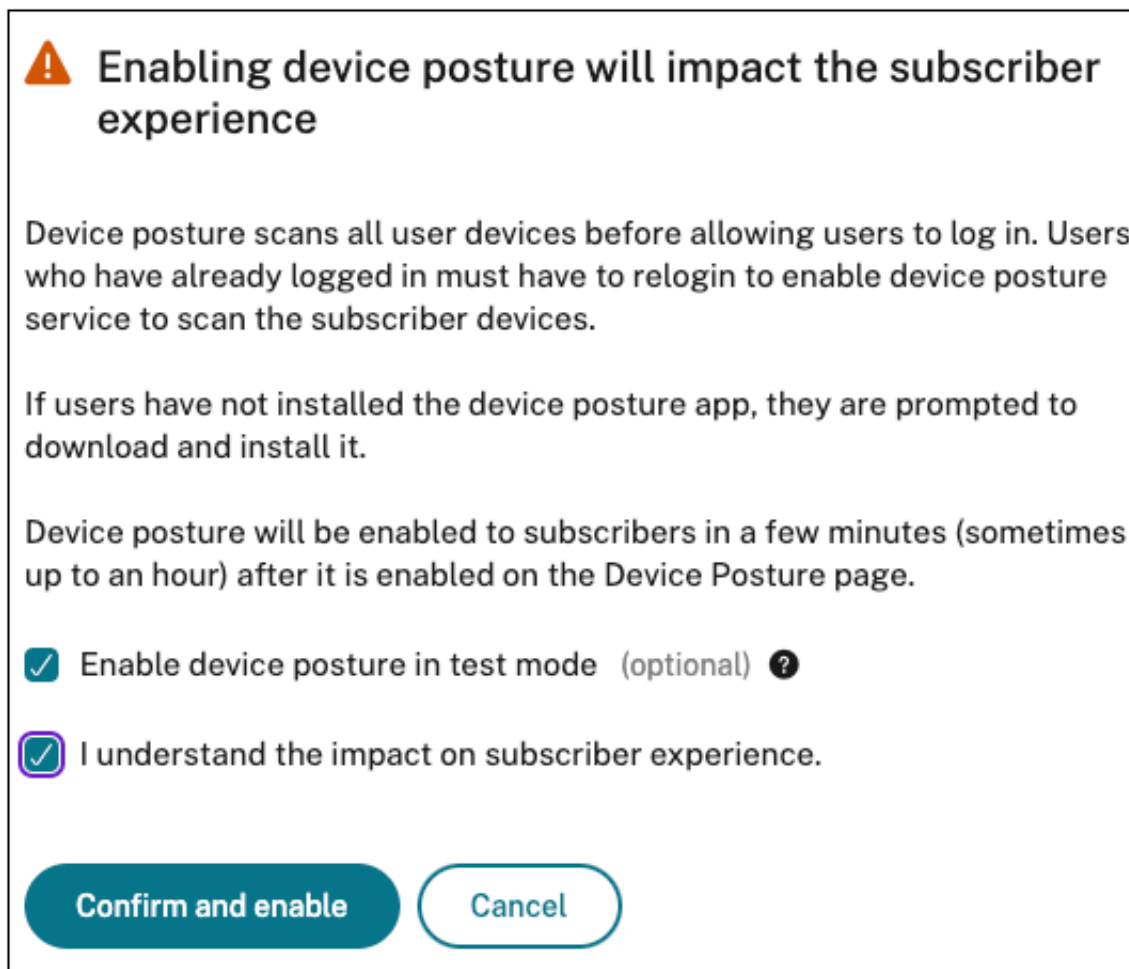 Enabling device posture will impact the subscriber
experience
Device posture scans all user devices before allowing users to log in. Users
who have already logged in must have to relogin to enable device posture
service to scan the subscriber devices.
If users have not installed the device posture app, they are prompted to
download and install it.
Device posture will be enabled to subscribers in a few minutes (sometimes
up to an hour) after it is enabled on the Device Posture page.
Enable device posture in test mode (optional) ?
I understand the impact on subscriber experience.
Confirm and enable Cancel